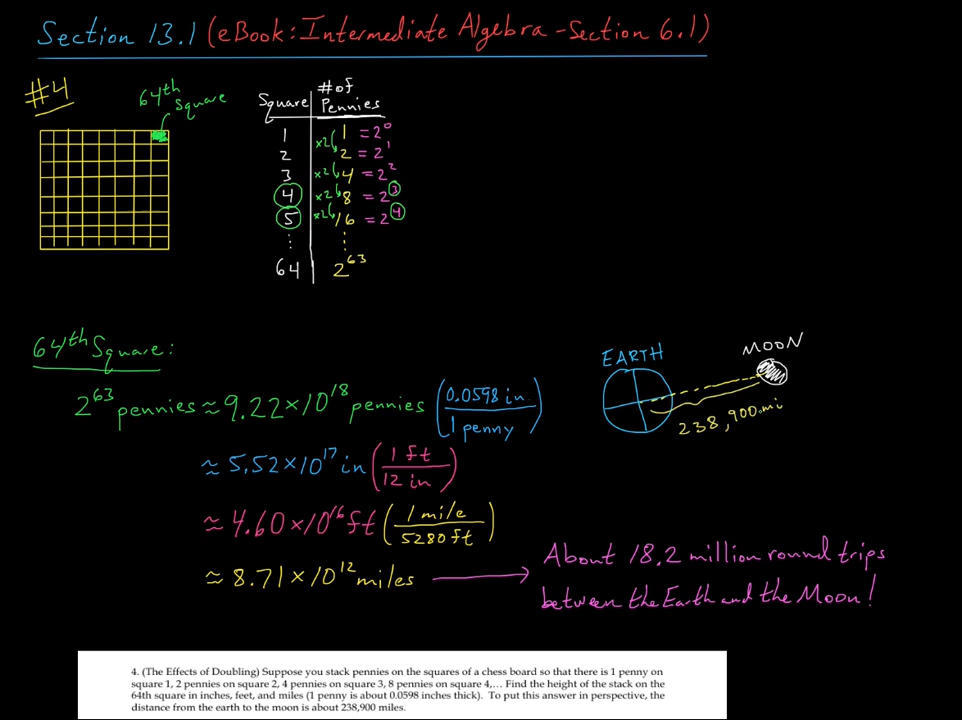 Section 13.1 (eBook: Intermediate Algebra - Section 6.1)
#4
64th
Square
Square # of Pennies
1 ×2 1 = 2⁰
2 2 = 2¹
3 ×2 4 = 2²
4 ×2 8 = 2³
5 ×2 16 = 2⁴
⋮ ⋮
64 2⁶³
64th Square:
EARTH
MOON
238,900 mi
2⁶³ pennies ≈ 9.22×10¹⁸ pennies (0.0598 in / 1 penny)
≈ 5.52×10¹⁷ in (1 ft / 12 in)
≈ 4.60×10¹⁶ ft (1 mile / 5280 ft)
≈ 8.71×10¹² miles → About 18.2 million round trips
between the Earth and the Moon!
4. (The Effects of Doubling) Suppose you stack pennies on the squares of a chess board so that there is 1 penny on
square 1, 2 pennies on square 2, 4 pennies on square 3, 8 pennies on square 4,... Find the height of the stack on the
64th square in inches, feet, and miles (1 penny is about 0.0598 inches thick). To put this answer in perspective, the
distance from the earth to the moon is about 238,900 miles.